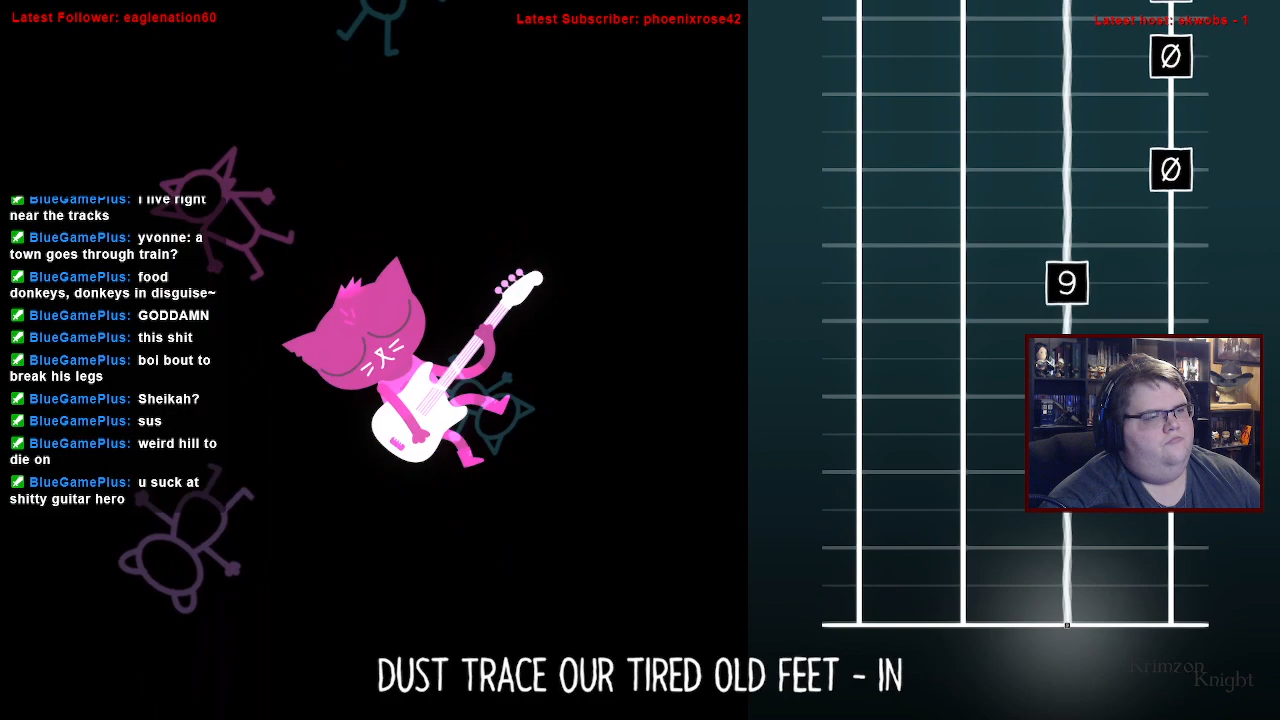 Latest Follower: eaglenation60
Latest Subscriber: phoenixrose42
Latest host: - 1
BlueGamePlus: i live right
near the tracks
BlueGamePlus: yvonne: a
town goes through train?
BlueGamePlus: food
donkeys, donkeys in disguise~
BlueGamePlus: GODDAMN
BlueGamePlus: this shit
BlueGamePlus: boi bout to
break his legs
BlueGamePlus: Sheikah?
BlueGamePlus: sus
BlueGamePlus: weird hill to
die on
BlueGamePlus: u suck at
shitty guitar hero
Ø
Ø
9
DUST TRACE OUR TIRED OLD FEET - IN
Krimzon
Knight